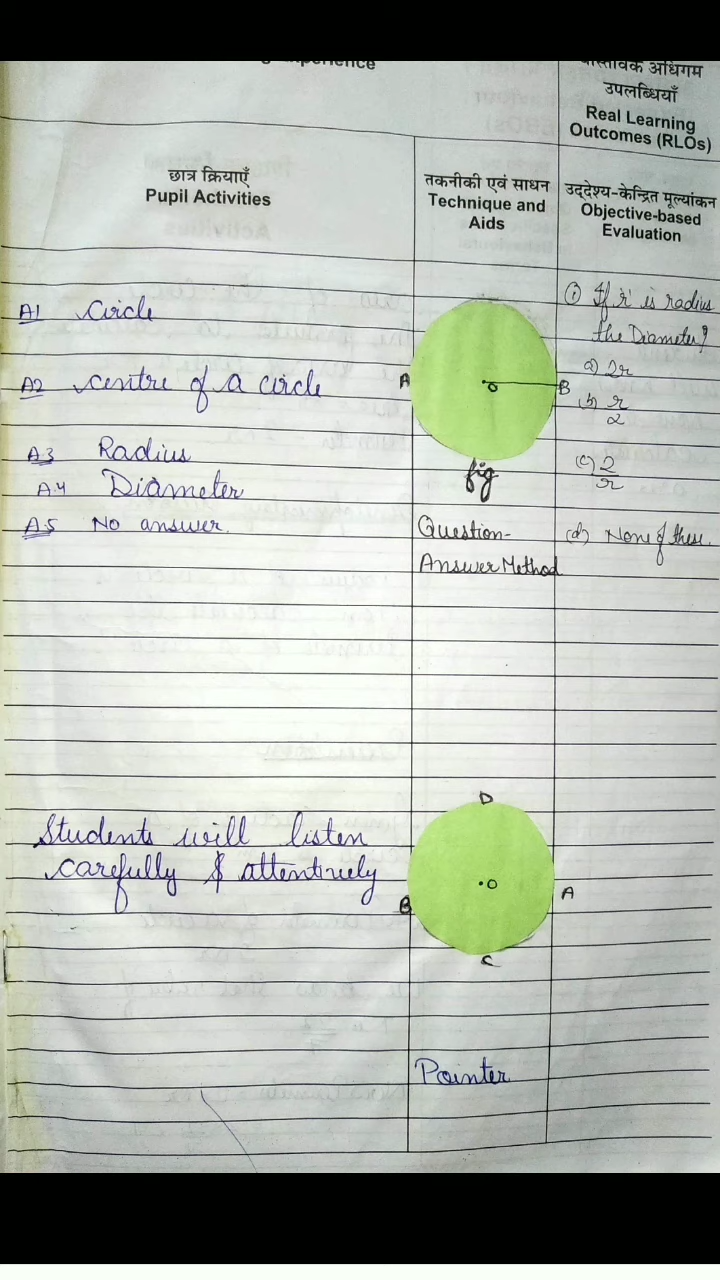 वास्तविक अधिगम
उपलब्धियाँ
Real Learning
Outcomes (RLOs)
छात्र क्रियाएँ
Pupil Activities
तकनीकी एवं साधन
Technique and
Aids
उद्देश्य-केन्द्रित मूल्यांकन
Objective-based
Evaluation
A1 Circle
A2 centre of a circle
A3 Radius
A.4 Diameter
A.5 No answer.
A
O
B
fig
Question-
Answer Method
① If 'r' is radius
the Diameter?
a) 2r
(b) r/2
(c) 2/r
(d) None of these.
Students will listen
carefully & attentively
D
O
B
A
C
Pointer